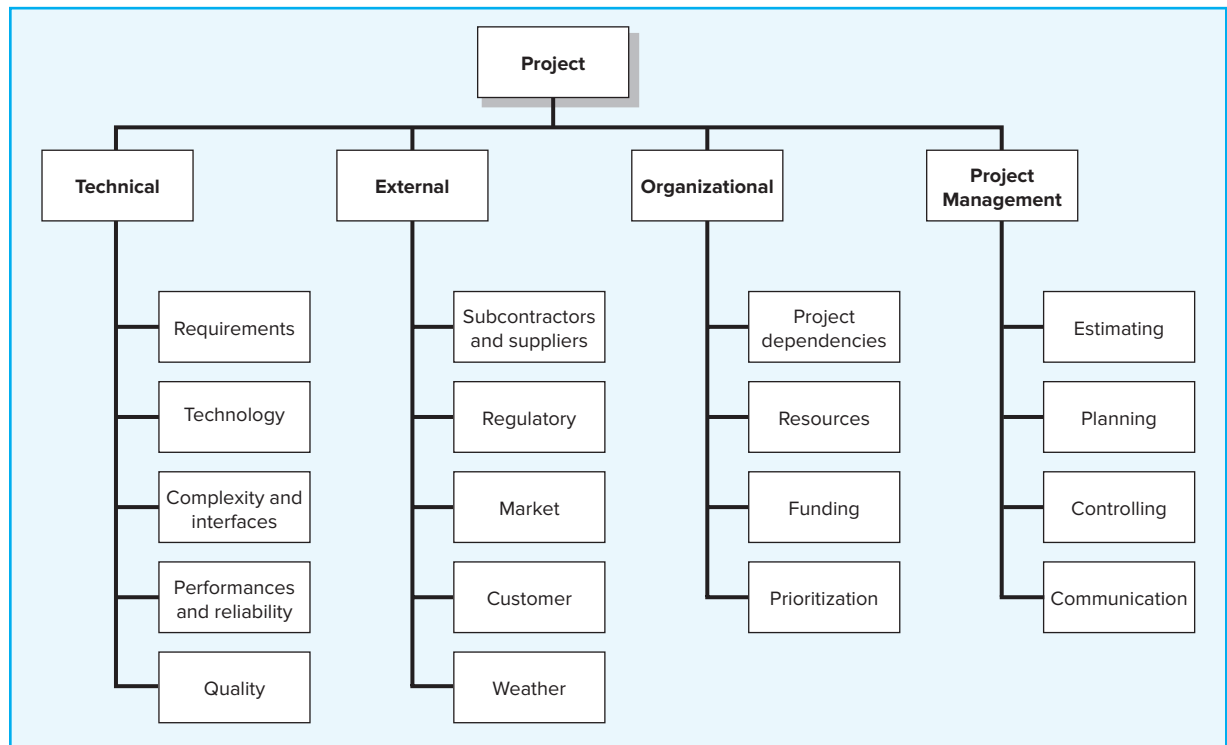 Project
Technical
External
Organizational
Project
Management
Requirements
Technology
Complexity and
interfaces
Performances
and reliability
Quality
Subcontractors
and suppliers
Regulatory
Market
Customer
Weather
Project
dependencies
Resources
Funding
Prioritization
Estimating
Planning
Controlling
Communication